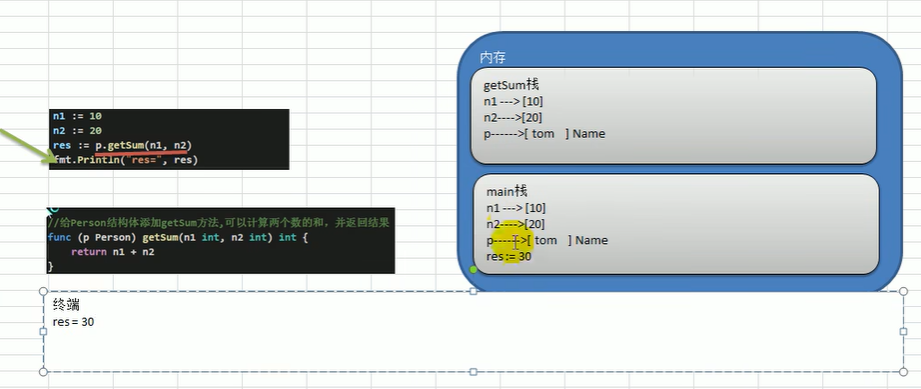 n1 := 10
n2 := 20
res := p.getSum(n1, n2)
fmt.Println("res=", res)
//给Person结构体添加getSum方法,可以计算两个数的和，并返回结果
func (p Person) getSum(n1 int, n2 int) int {
return n1 + n2
}
内存
getSum栈
n1 ---> [10]
n2---->[20]
p------>[ tom ] Name
main栈
n1 ---> [10]
n2---->[20]
p------>[ tom ] Name
res := 30
终端
res = 30